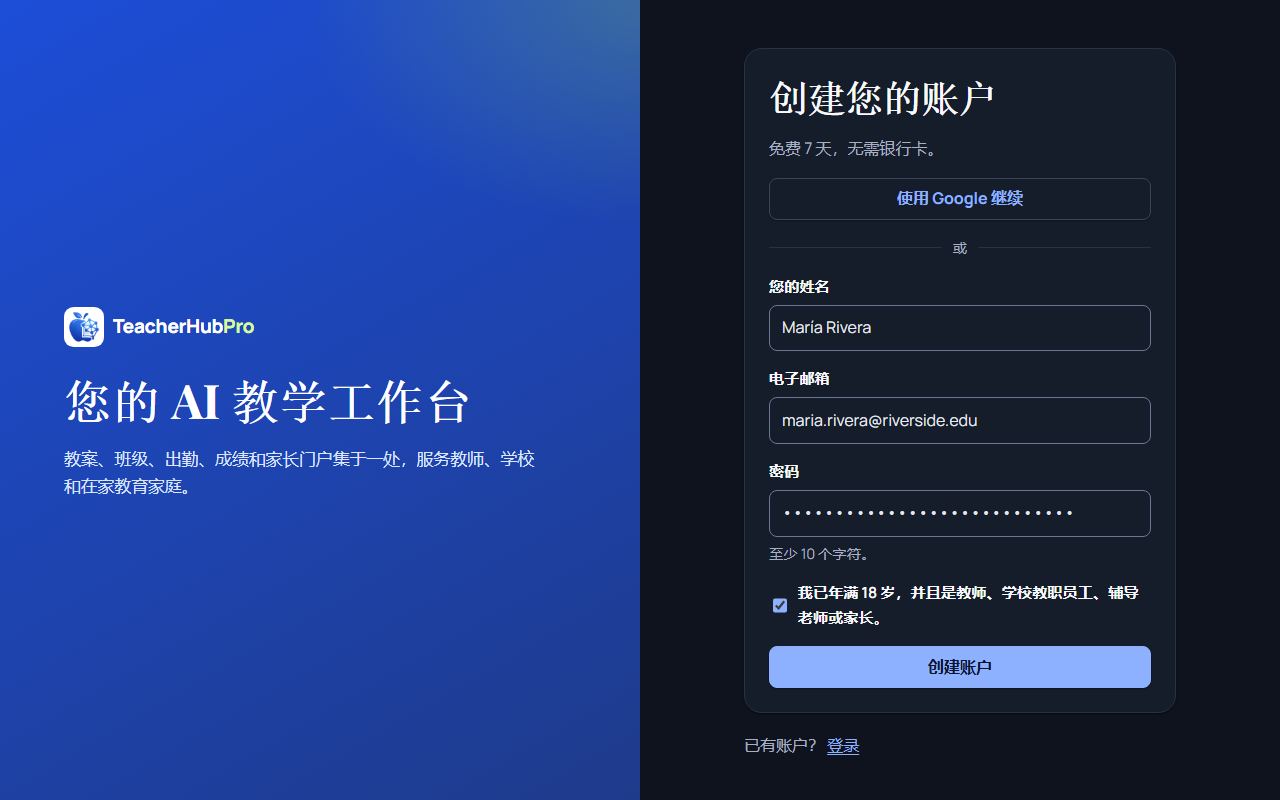 TeacherHubPro
您的 AI 教学工作台
教案、班级、出勤、成绩和家长门户集于一处，服务教师、学校
和在家教育家庭。
创建您的账户
免费 7 天，无需银行卡。
使用 Google 继续
或
您的姓名
María Rivera
电子邮箱
maria.rivera@riverside.edu
密码
••••••••••••••••••••••••••••
至少 10 个字符。
我已年满 18 岁，并且是教师、学校教职员工、辅导
老师或家长。
创建账户
已有账户？ 登录